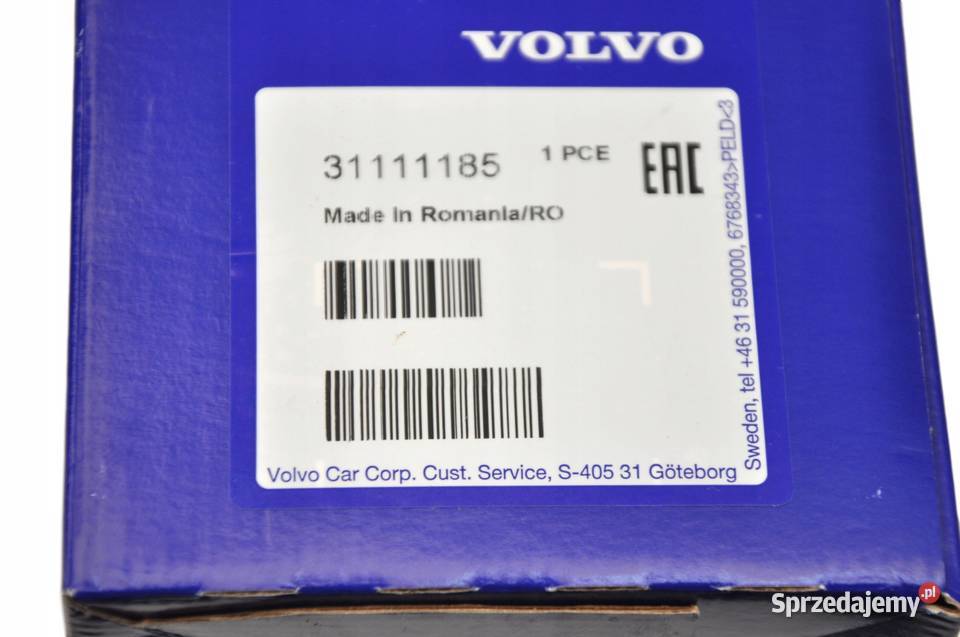 VOLVO
31111185
1 PCE
EAC
Made In Romania/RO
Volvo Car Corp. Cust. Service, S-405 31 Göteborg
Sweden, tel +46 31 590000, 6768343>PELD<3
Sprzedajemy.pl